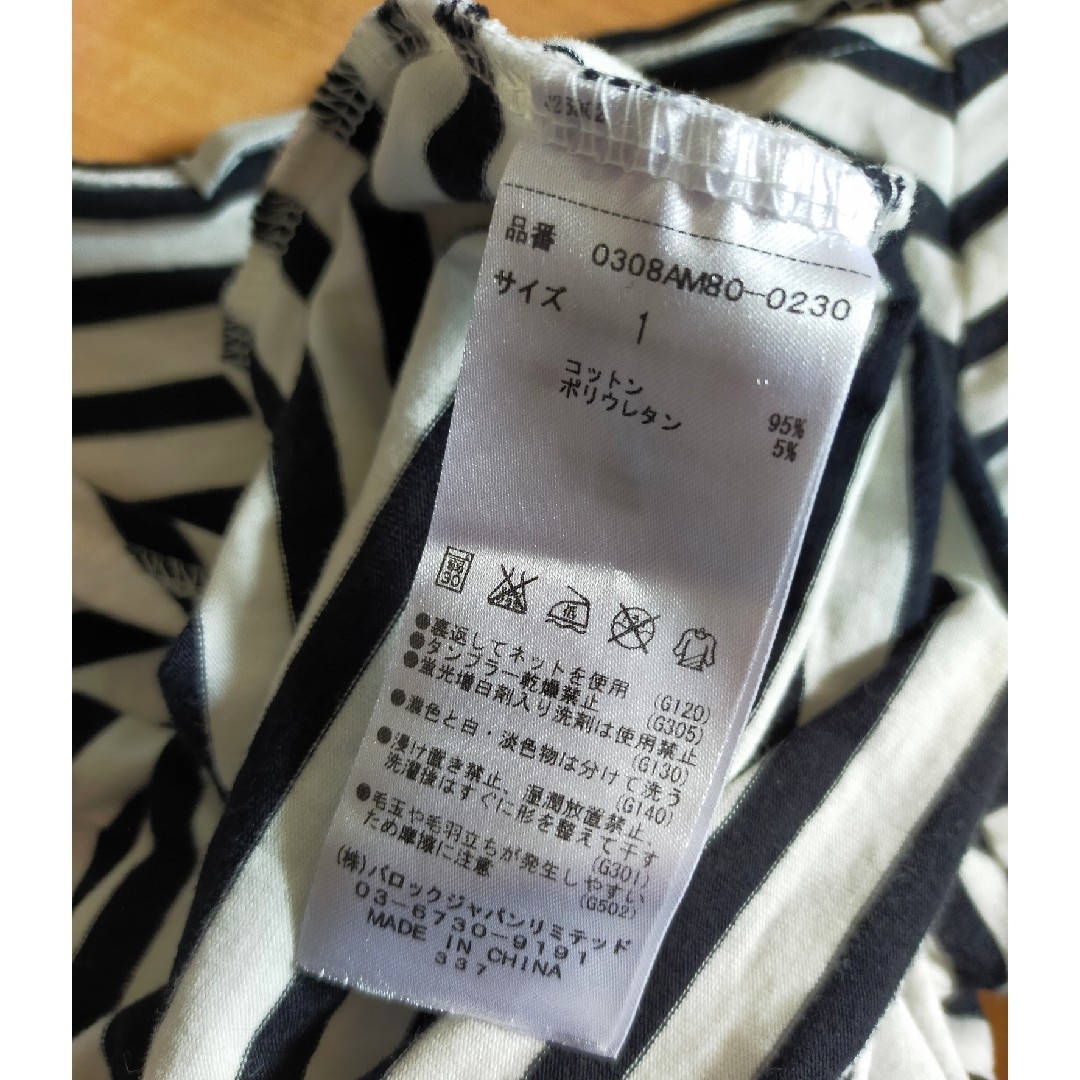 品番 0308AM80-0230
サイズ 1
コットン 95%
ポリウレタン 5%
弱 30
低
●裏返してネットを使用 (G120)
●タンブラー乾燥禁止 (G305)
●蛍光増白剤入り洗剤は使用禁止 (G130)
●濃色と白・淡色物は分けて洗う (G140)
●浸け置き禁止、湿潤放置禁止、
洗濯後はすぐに形を整えて干す (G301)
●毛玉や毛羽立ちが発生しやすい
ため摩擦に注意 (G502)
(株)バロックジャパンリミテッド
03-6730-9191
MADE IN CHINA
337